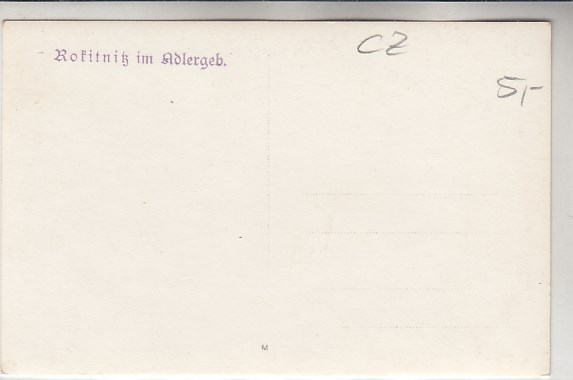 Rokitnitz im Adlergeb.
CZ
5,-
M